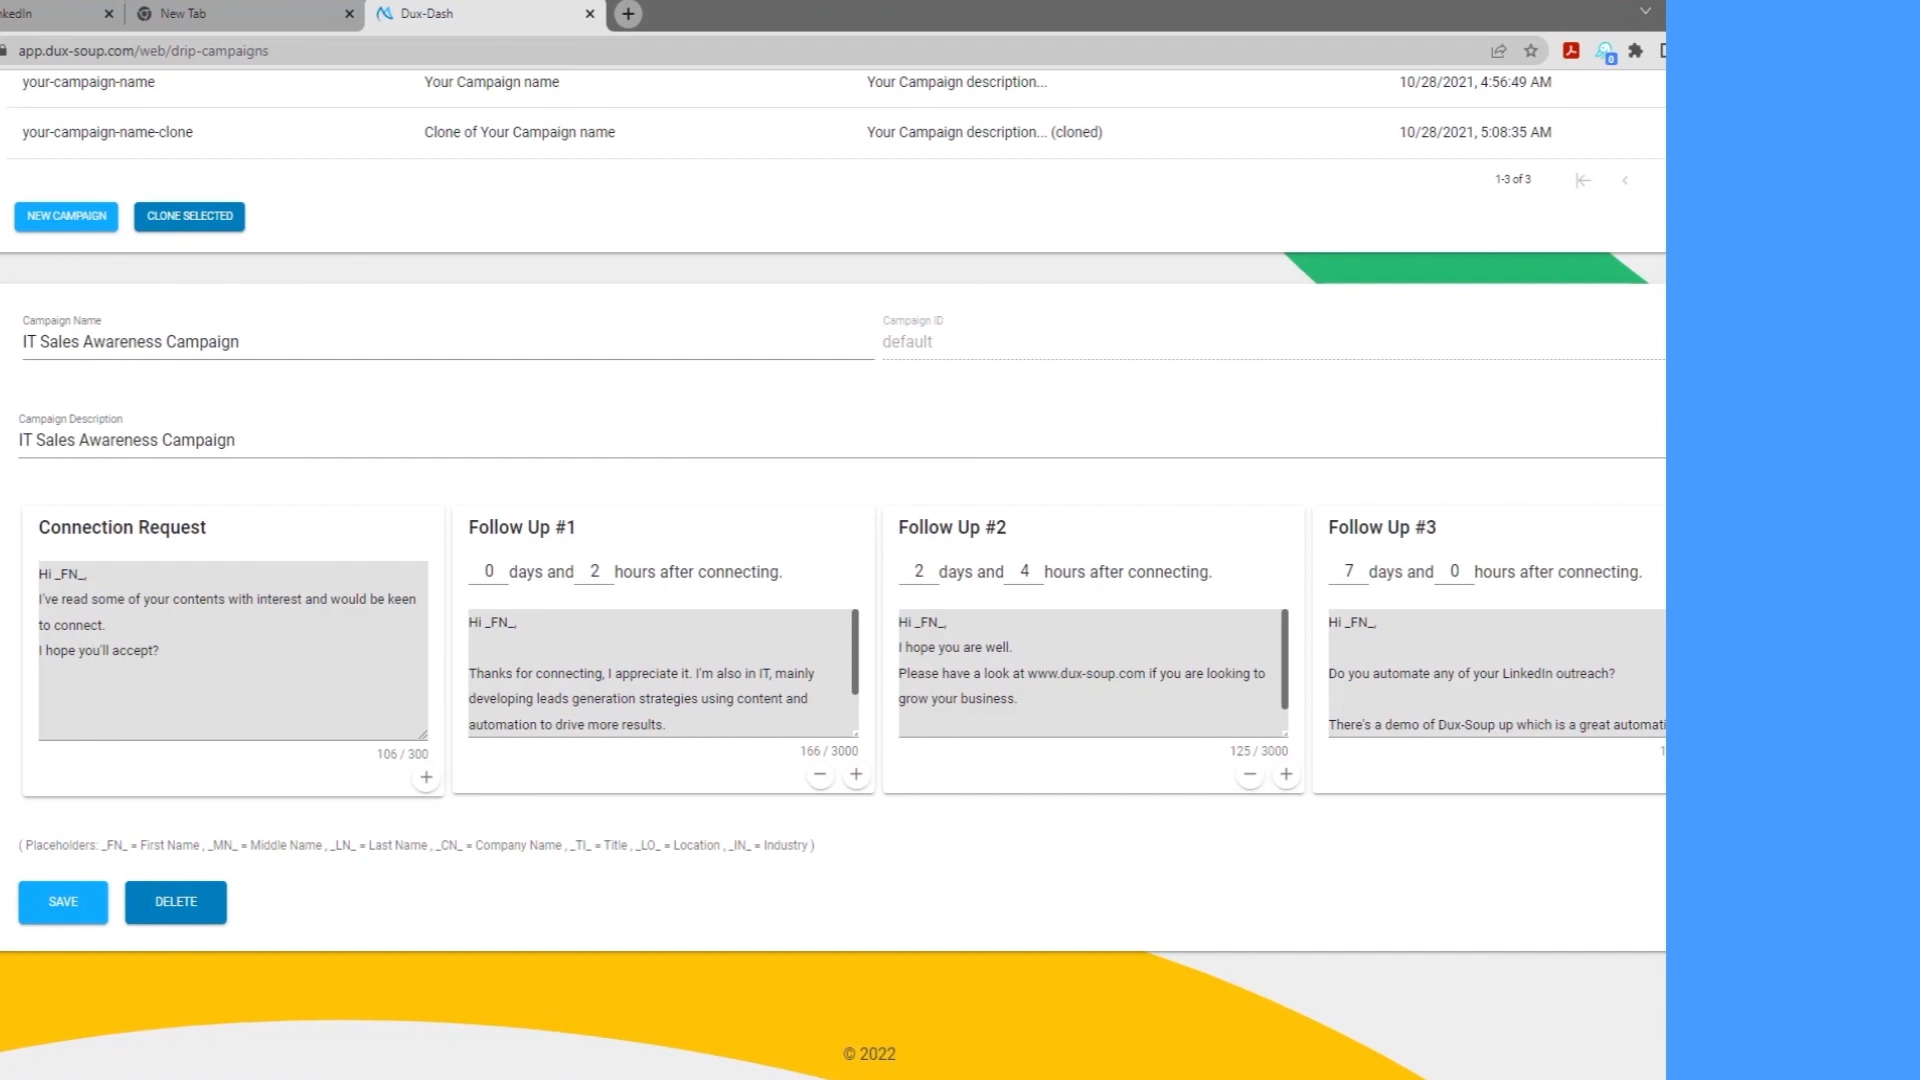 nkedIn
New Tab
Dux-Dash
app.dux-soup.com/web/drip-campaigns
0
your-campaign-name Your Campaign name Your Campaign description... 10/28/2021, 4:56:49 AM
your-campaign-name-clone Clone of Your Campaign name Your Campaign description... (cloned) 10/28/2021, 5:08:35 AM
1-3 of 3
NEW CAMPAIGN CLONE SELECTED
Campaign Name
IT Sales Awareness Campaign
Campaign ID
default
Campaign Description
IT Sales Awareness Campaign
Connection Request
Hi _FN_,
I've read some of your contents with interest and would be keen
to connect.
I hope you'll accept?
106 / 300
+
Follow Up #1
0 days and 2 hours after connecting.
Hi _FN_,
Thanks for connecting, I appreciate it. I'm also in IT, mainly
developing leads generation strategies using content and
automation to drive more results.
166 / 3000
− +
Follow Up #2
2 days and 4 hours after connecting.
Hi _FN_,
I hope you are well.
Please have a look at www.dux-soup.com if you are looking to
grow your business.
125 / 3000
− +
Follow Up #3
7 days and 0 hours after connecting.
Hi _FN_,
Do you automate any of your LinkedIn outreach?
There's a demo of Dux-Soup up which is a great automati
1
( Placeholders: _FN_ = First Name , _MN_ = Middle Name , _LN_ = Last Name , _CN_ = Company Name , _TI_ = Title , _LO_ = Location , _IN_ = Industry )
SAVE DELETE
© 2022